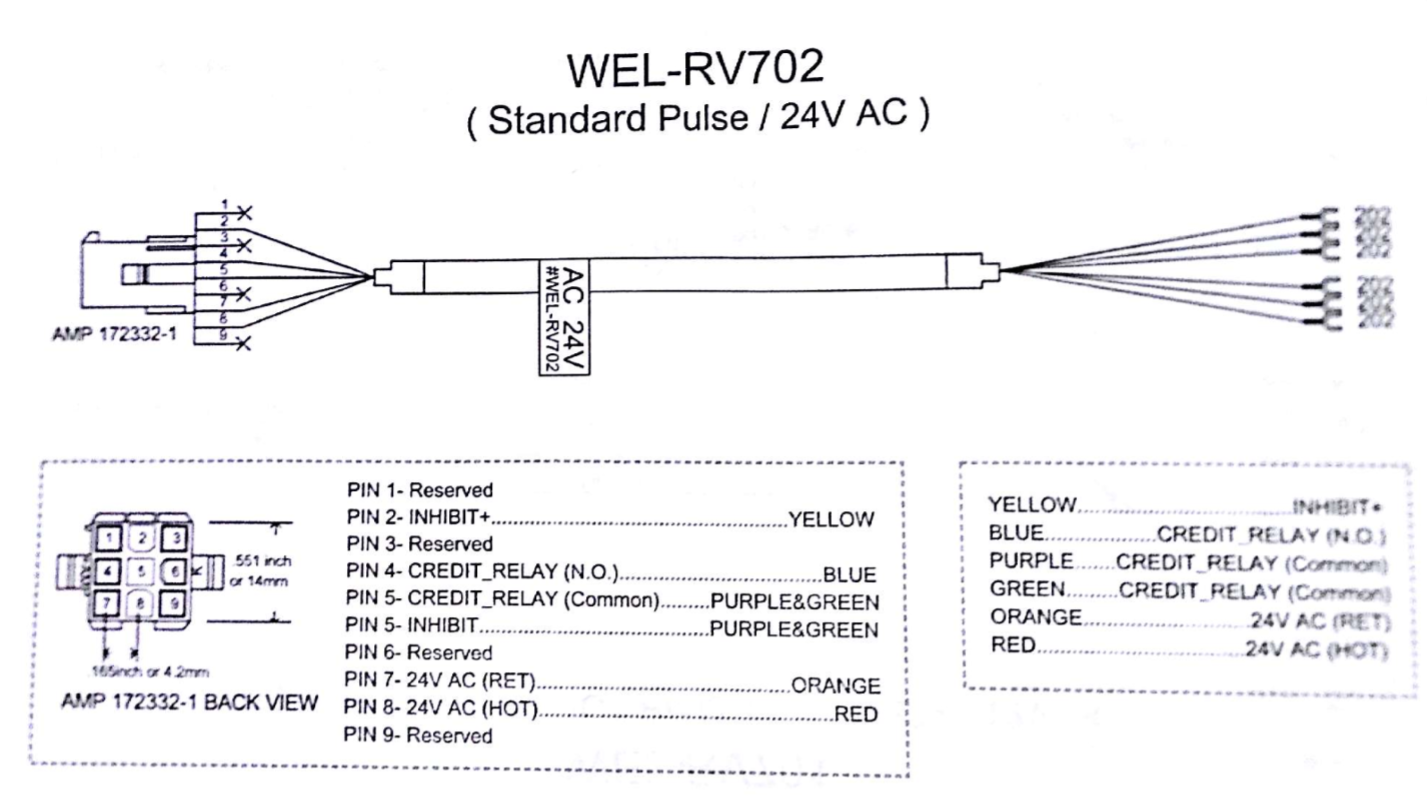 WEL-RV702
( Standard Pulse / 24V AC )
1
2
3
4
5
6
7
8
9
AMP 172332-1
AC 24V
#WEL-RV702
202
202
202
202
202
202
1 2 3
4 5 6
7 8 9
.551 inch
or 14mm
.165inch or 4.2mm
AMP 172332-1 BACK VIEW
PIN 1- Reserved
PIN 2- INHIBIT+..........YELLOW
PIN 3- Reserved
PIN 4- CREDIT_RELAY (N.O.)..........BLUE
PIN 5- CREDIT_RELAY (Common)..........PURPLE&GREEN
PIN 5- INHIBIT..........PURPLE&GREEN
PIN 6- Reserved
PIN 7- 24V AC (RET)..........ORANGE
PIN 8- 24V AC (HOT)..........RED
PIN 9- Reserved
YELLOW..........INHIBIT+
BLUE..........CREDIT_RELAY (N.O.)
PURPLE.......CREDIT_RELAY (Common)
GREEN.........CREDIT_RELAY (Common)
ORANGE..........24V AC (RET)
RED..........24V AC (HOT)